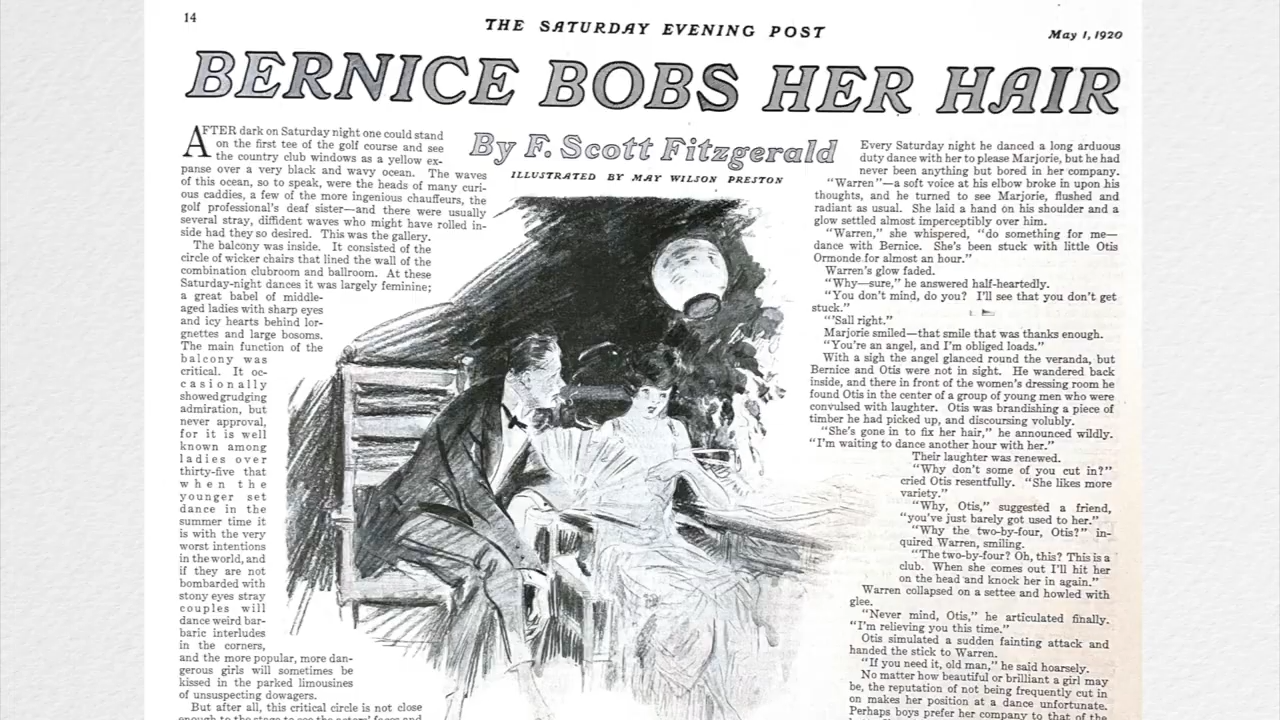 14
THE SATURDAY EVENING POST
May 1, 1920
BERNICE BOBS HER HAIR
By F. Scott Fitzgerald
ILLUSTRATED BY MAY WILSON PRESTON
AFTER dark on Saturday night one could stand
on the first tee of the golf course and see
the country club windows as a yellow ex-
panse over a very black and wavy ocean. The waves
of this ocean, so to speak, were the heads of many curi-
ous caddies, a few of the more ingenious chauffeurs, the
golf professional's deaf sister—and there were usually
several stray, diffident waves who might have rolled in-
side had they so desired. This was the gallery.
The balcony was inside. It consisted of the
circle of wicker chairs that lined the wall of the
combination clubroom and ballroom. At these
Saturday-night dances it was largely feminine;
a great babel of middle-
aged ladies with sharp eyes
and icy hearts behind lor-
gnettes and large bosoms.
The main function of the
balcony was
critical. It oc-
casionally
showed grudging
admiration, but
never approval,
for it is well
known among
ladies over
thirty-five that
when the
younger set
dance in the
summer time it
is with the very
worst intentions
in the world, and
if they are not
bombarded with
stony eyes stray
couples will
dance weird bar-
baric interludes
in the corners,
and the more popular, more dan-
gerous girls will sometimes be
kissed in the parked limousines
of unsuspecting dowagers.
But after all, this critical circle is not close
enough to the stage to see the actors' faces and
Every Saturday night he danced a long arduous
duty dance with her to please Marjorie, but he had
never been anything but bored in her company.
"Warren"—a soft voice at his elbow broke in upon his
thoughts, and he turned to see Marjorie, flushed and
radiant as usual. She laid a hand on his shoulder and a
glow settled almost imperceptibly over him.
"Warren," she whispered, "do something for me—
dance with Bernice. She's been stuck with little Otis
Ormonde for almost an hour."
Warren's glow faded.
"Why—sure," he answered half-heartedly.
"You don't mind, do you? I'll see that you don't get
stuck."
"'Sall right."
Marjorie smiled—that smile that was thanks enough.
"You're an angel, and I'm obliged loads."
With a sigh the angel glanced round the veranda, but
Bernice and Otis were not in sight. He wandered back
inside, and there in front of the women's dressing room he
found Otis in the center of a group of young men who were
convulsed with laughter. Otis was brandishing a piece of
timber he had picked up, and discoursing volubly.
"She's gone in to fix her hair," he announced wildly.
"I'm waiting to dance another hour with her."
Their laughter was renewed.
"Why don't some of you cut in?"
cried Otis resentfully. "She likes more
variety."
"Why, Otis," suggested a friend,
"you've just barely got used to her."
"Why the two-by-four, Otis?" in-
quired Warren, smiling.
"The two-by-four? Oh, this? This is a
club. When she comes out I'll hit her
on the head and knock her in again."
Warren collapsed on a settee and howled with
glee.
"Never mind, Otis," he articulated finally.
"I'm relieving you this time."
Otis simulated a sudden fainting attack and
handed the stick to Warren.
"If you need it, old man," he said hoarsely.
No matter how beautiful or brilliant a girl may
be, the reputation of not being frequently cut in
on makes her position at a dance unfortunate.
Perhaps boys prefer her company to that of the